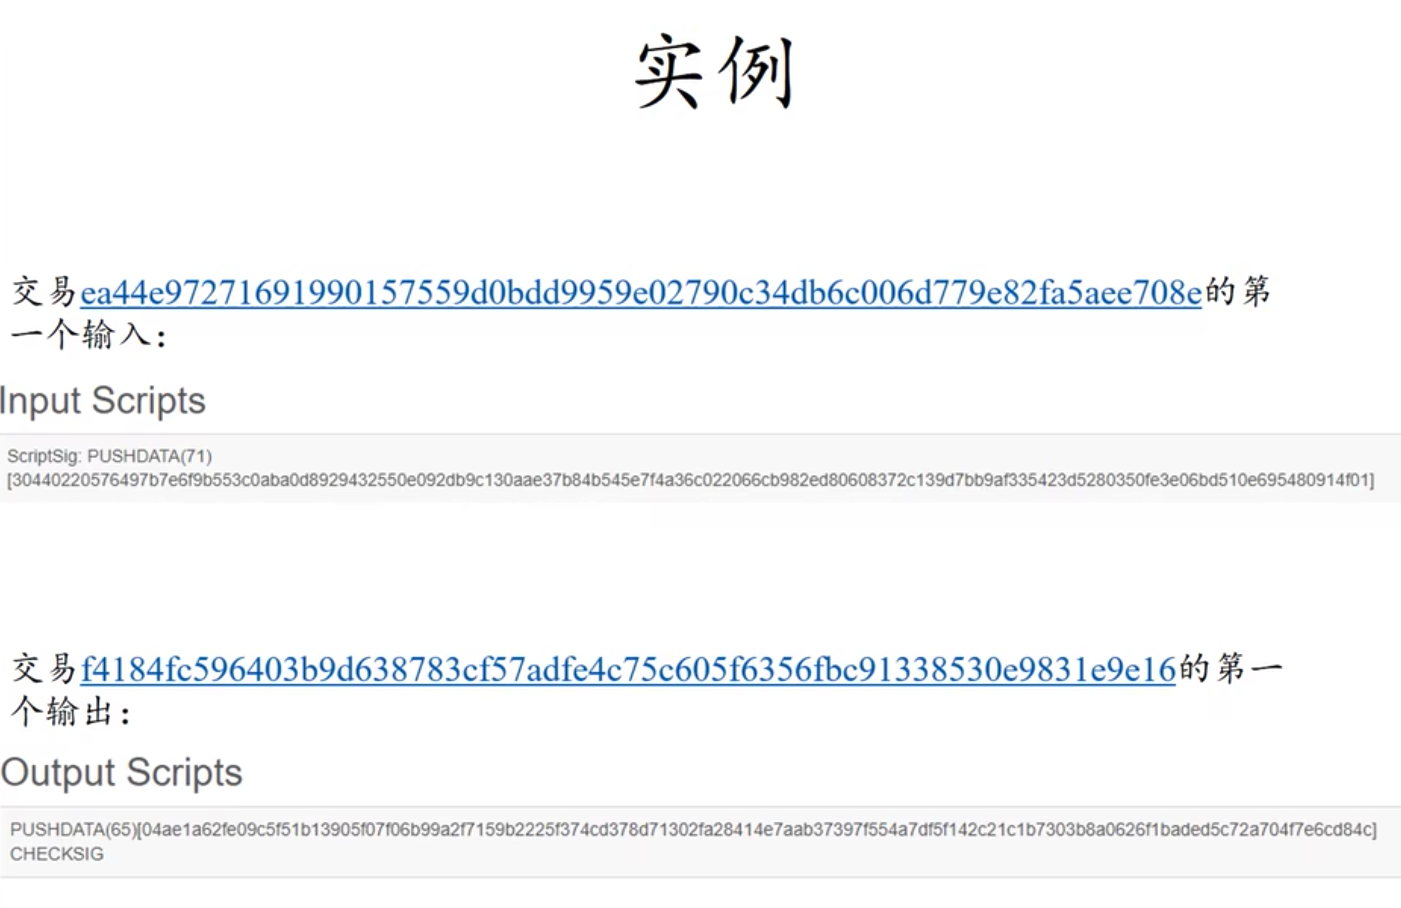 实例
交易ea44e97271691990157559d0bdd9959e02790c34db6c006d779e82fa5aee708e的第
一个输入：
Input Scripts
ScriptSig: PUSHDATA(71)
[30440220576497b7e6f9b553c0aba0d8929432550e092db9c130aae37b84b545e7f4a36c022066cb982ed80608372c139d7bb9af335423d5280350fe3e06bd510e695480914f01]
交易f4184fc596403b9d638783cf57adfe4c75c605f6356fbc91338530e9831e9e16的第一
个输出：
Output Scripts
PUSHDATA(65)[04ae1a62fe09c5f51b13905f07f06b99a2f7159b2225f374cd378d71302fa28414e7aab37397f554a7df5f142c21c1b7303b8a0626f1baded5c72a704f7e6cd84c]
CHECKSIG